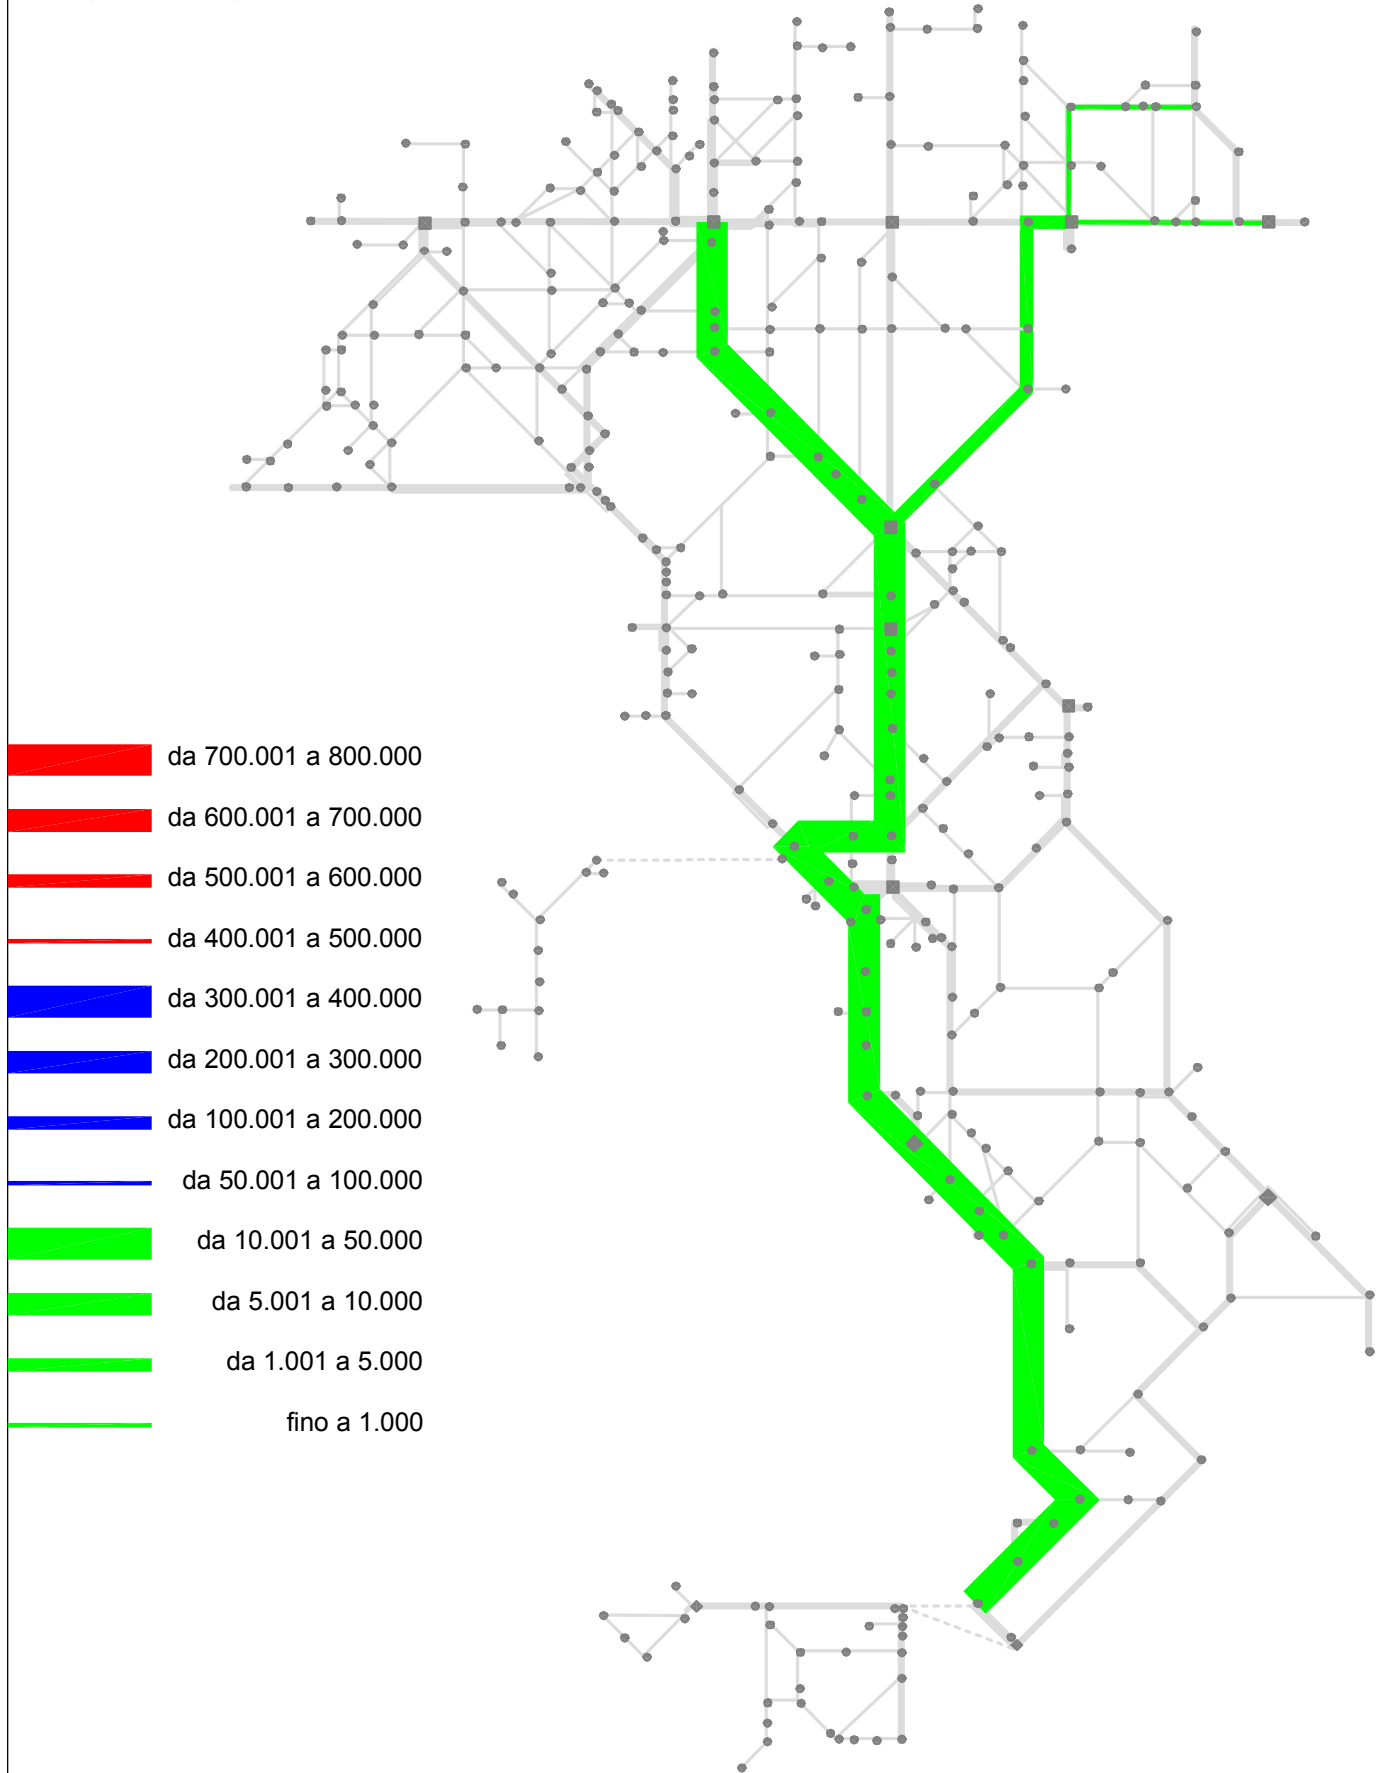 da 700.001 a 800.000
da 600.001 a 700.000
da 500.001 a 600.000
da 400.001 a 500.000
da 300.001 a 400.000
da 200.001 a 300.000
da 100.001 a 200.000
da 50.001 a 100.000
da 10.001 a 50.000
da 5.001 a 10.000
da 1.001 a 5.000
fino a 1.000